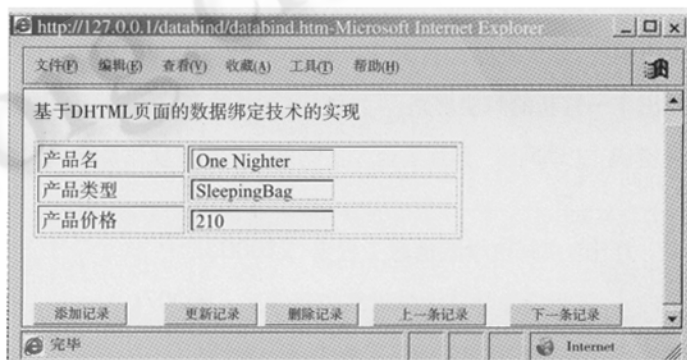 http://127.0.0.1/databind/databind.htm-Microsoft Internet Explorer
文件(F) 编辑(E) 查看(V) 收藏(A) 工具(T) 帮助(H)
基于DHTML页面的数据绑定技术的实现
产品名 One Nighter
产品类型 SleepingBag
产品价格 210
添加记录 更新记录 删除记录 上一条记录 下一条记录
完毕 Internet